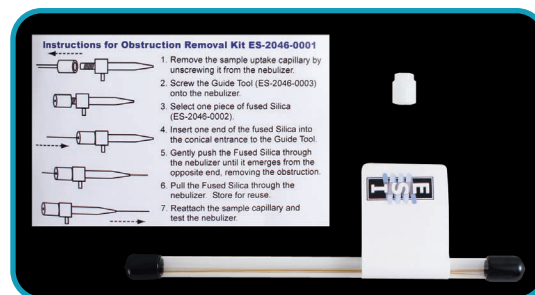 Instructions for Obstruction Removal Kit ES-2046-0001
1. Remove the sample uptake capillary by
unscrewing it from the nebulizer.
2. Screw the Guide Tool (ES-2046-0003)
onto the nebulizer.
3. Select one piece of fused Silica
(ES-2046-0002).
4. Insert one end of the fused Silica into
the conical entrance to the Guide Tool.
5. Gently push the Fused Silica through
the nebulizer until it emerges from the
opposite end, removing the obstruction.
6. Pull the Fused Silica through the
nebulizer. Store for reuse.
7. Reattach the sample capillary and
test the nebulizer.
ESI